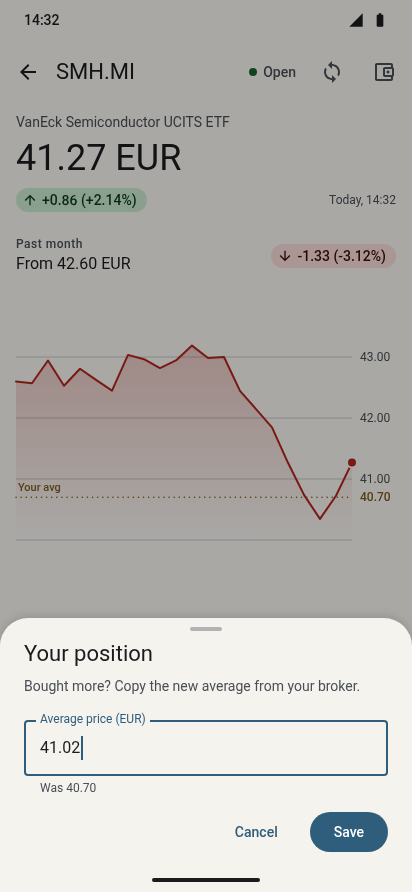 14:32
SMH.MI
Open
VanEck Semiconductor UCITS ETF
41.27 EUR
+0.86 (+2.14%)
Today, 14:32
Past month
From 42.60 EUR
-1.33 (-3.12%)
43.00
42.00
41.00
Your avg
40.70
Your position
Bought more? Copy the new average from your broker.
Average price (EUR)
41.02
Was 40.70
Cancel
Save